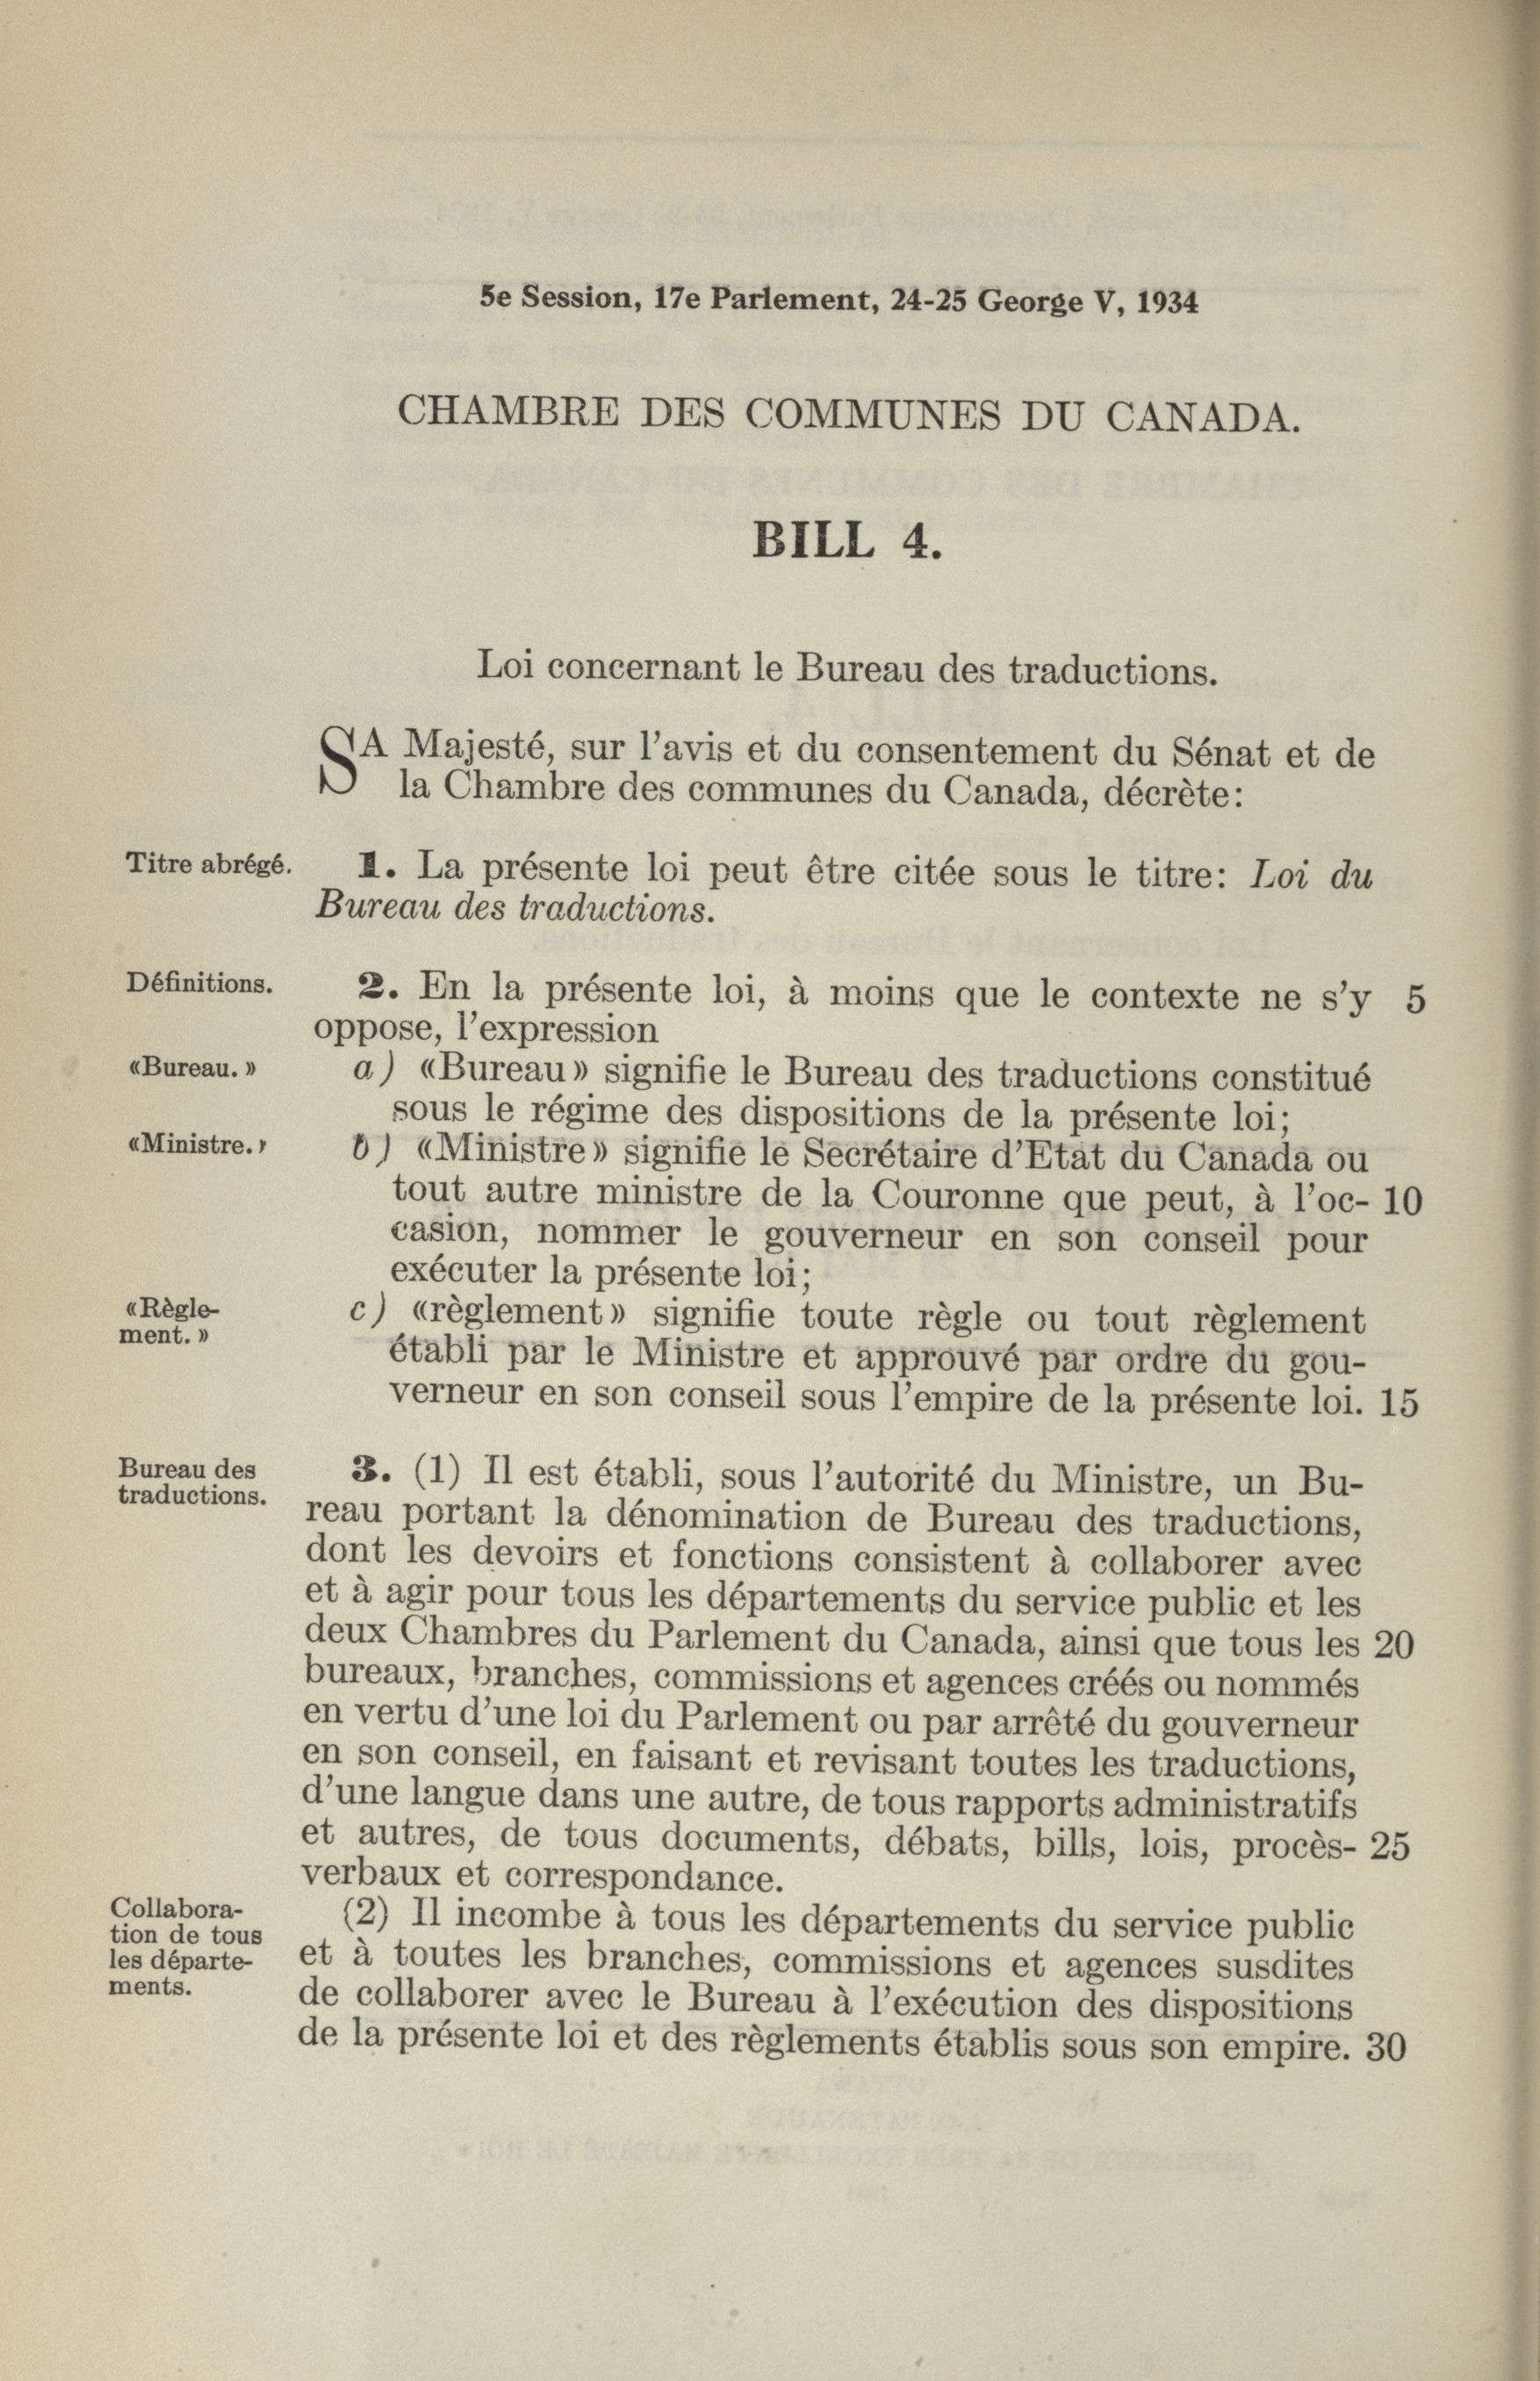 5e Session, 17e Parlement, 24-25 George V, 1934
CHAMBRE DES COMMUNES DU CANADA.
BILL 4.
Loi concernant le Bureau des traductions.
SA Majesté, sur l'avis et du consentement du Sénat et de
la Chambre des communes du Canada, décrète:
Titre abrégé.
1. La présente loi peut être citée sous le titre: Loi du
Bureau des traductions.
Définitions.
2. En la présente loi, à moins que le contexte ne s'y 5
oppose, l'expression
«Bureau.»
a) «Bureau» signifie le Bureau des traductions constitué
sous le régime des dispositions de la présente loi;
«Ministre.»
b) «Ministre» signifie le Secrétaire d'Etat du Canada ou
tout autre ministre de la Couronne que peut, à l'oc- 10
casion, nommer le gouverneur en son conseil pour
exécuter la présente loi;
«Règle-
ment.»
c) «règlement» signifie toute règle ou tout règlement
établi par le Ministre et approuvé par ordre du gou-
verneur en son conseil sous l'empire de la présente loi. 15
Bureau des
traductions.
3. (1) Il est établi, sous l'autorité du Ministre, un Bu-
reau portant la dénomination de Bureau des traductions,
dont les devoirs et fonctions consistent à collaborer avec
et à agir pour tous les départements du service public et les
deux Chambres du Parlement du Canada, ainsi que tous les 20
bureaux, branches, commissions et agences créés ou nommés
en vertu d'une loi du Parlement ou par arrêté du gouverneur
en son conseil, en faisant et revisant toutes les traductions,
d'une langue dans une autre, de tous rapports administratifs
et autres, de tous documents, débats, bills, lois, procès- 25
verbaux et correspondance.
Collabora-
tion de tous
les départe-
ments.
(2) Il incombe à tous les départements du service public
et à toutes les branches, commissions et agences susdites
de collaborer avec le Bureau à l'exécution des dispositions
de la présente loi et des règlements établis sous son empire. 30